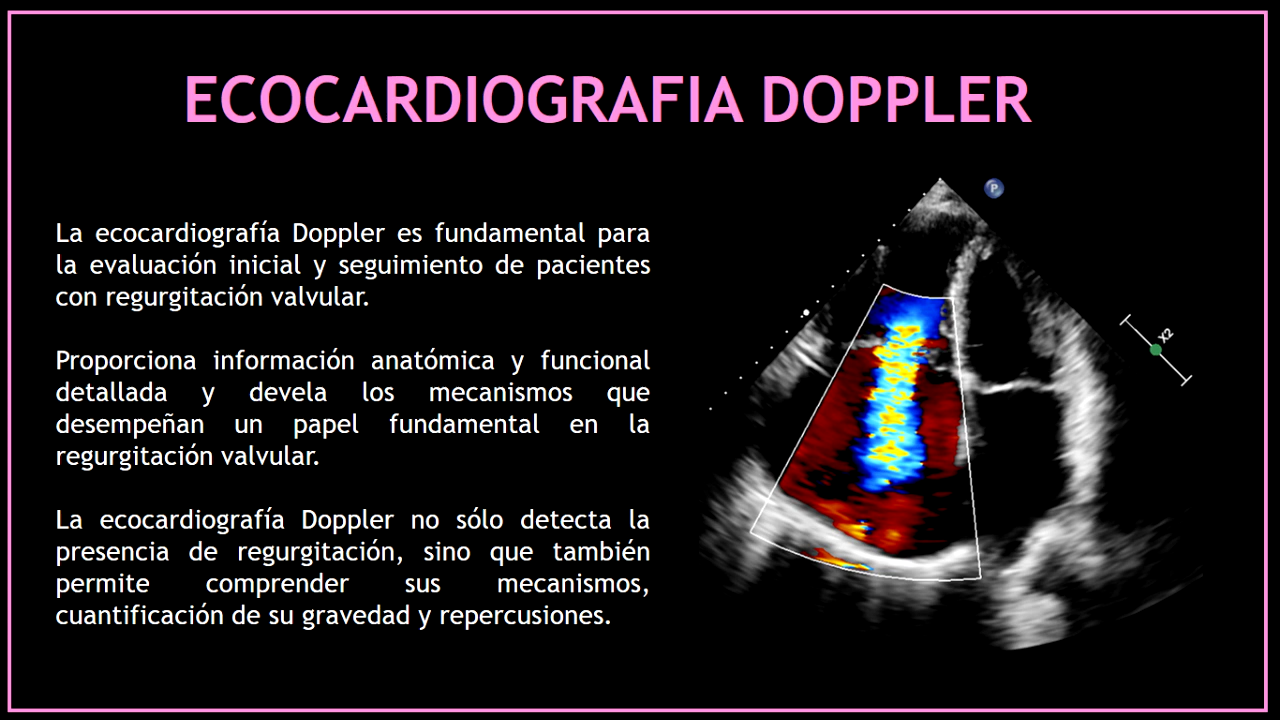 ECOCARDIOGRAFIA DOPPLER
La ecocardiografía Doppler es fundamental para
la evaluación inicial y seguimiento de pacientes
con regurgitación valvular.
Proporciona información anatómica y funcional
detallada y devela los mecanismos que
desempeñan un papel fundamental en la
regurgitación valvular.
La ecocardiografía Doppler no sólo detecta la
presencia de regurgitación, sino que también
permite comprender sus mecanismos,
cuantificación de su gravedad y repercusiones.
P
X2